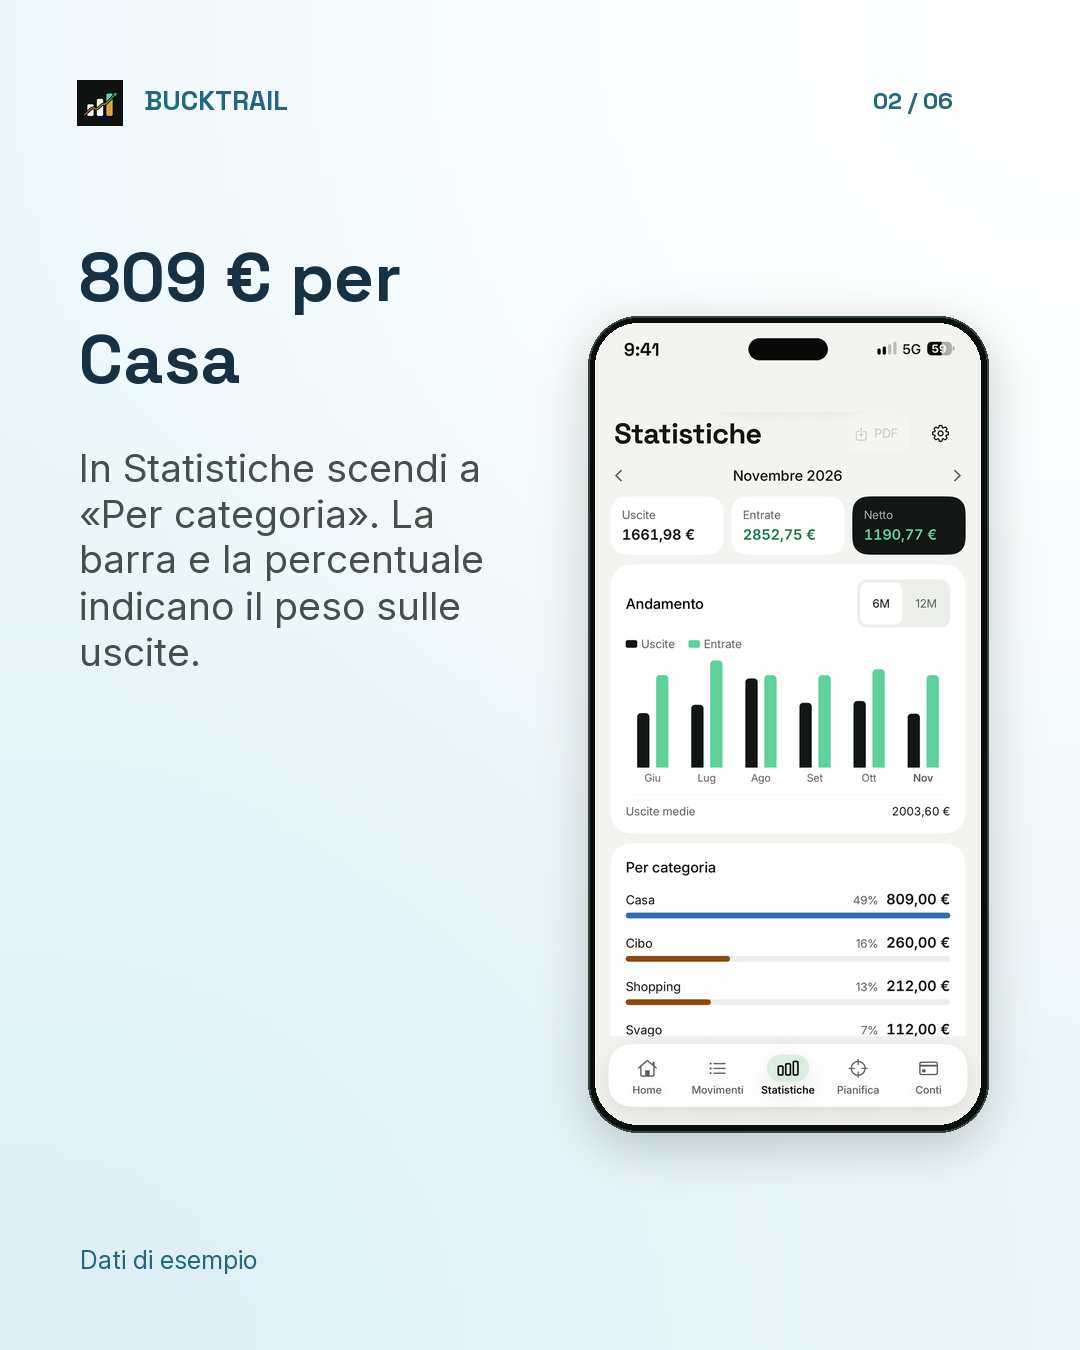 BUCKTRAIL
02 / 06
809 € per
Casa
In Statistiche scendi a
«Per categoria». La
barra e la percentuale
indicano il peso sulle
uscite.
9:41
5G
59
Statistiche
PDF
Novembre 2026
Uscite
1661,98 €
Entrate
2852,75 €
Netto
1190,77 €
Andamento
6M
12M
Uscite
Entrate
Giu
Lug
Ago
Set
Ott
Nov
Uscite medie
2003,60 €
Per categoria
Casa
49%
809,00 €
Cibo
16%
260,00 €
Shopping
13%
212,00 €
Svago
7%
112,00 €
Home
Movimenti
Statistiche
Pianifica
Conti
Dati di esempio